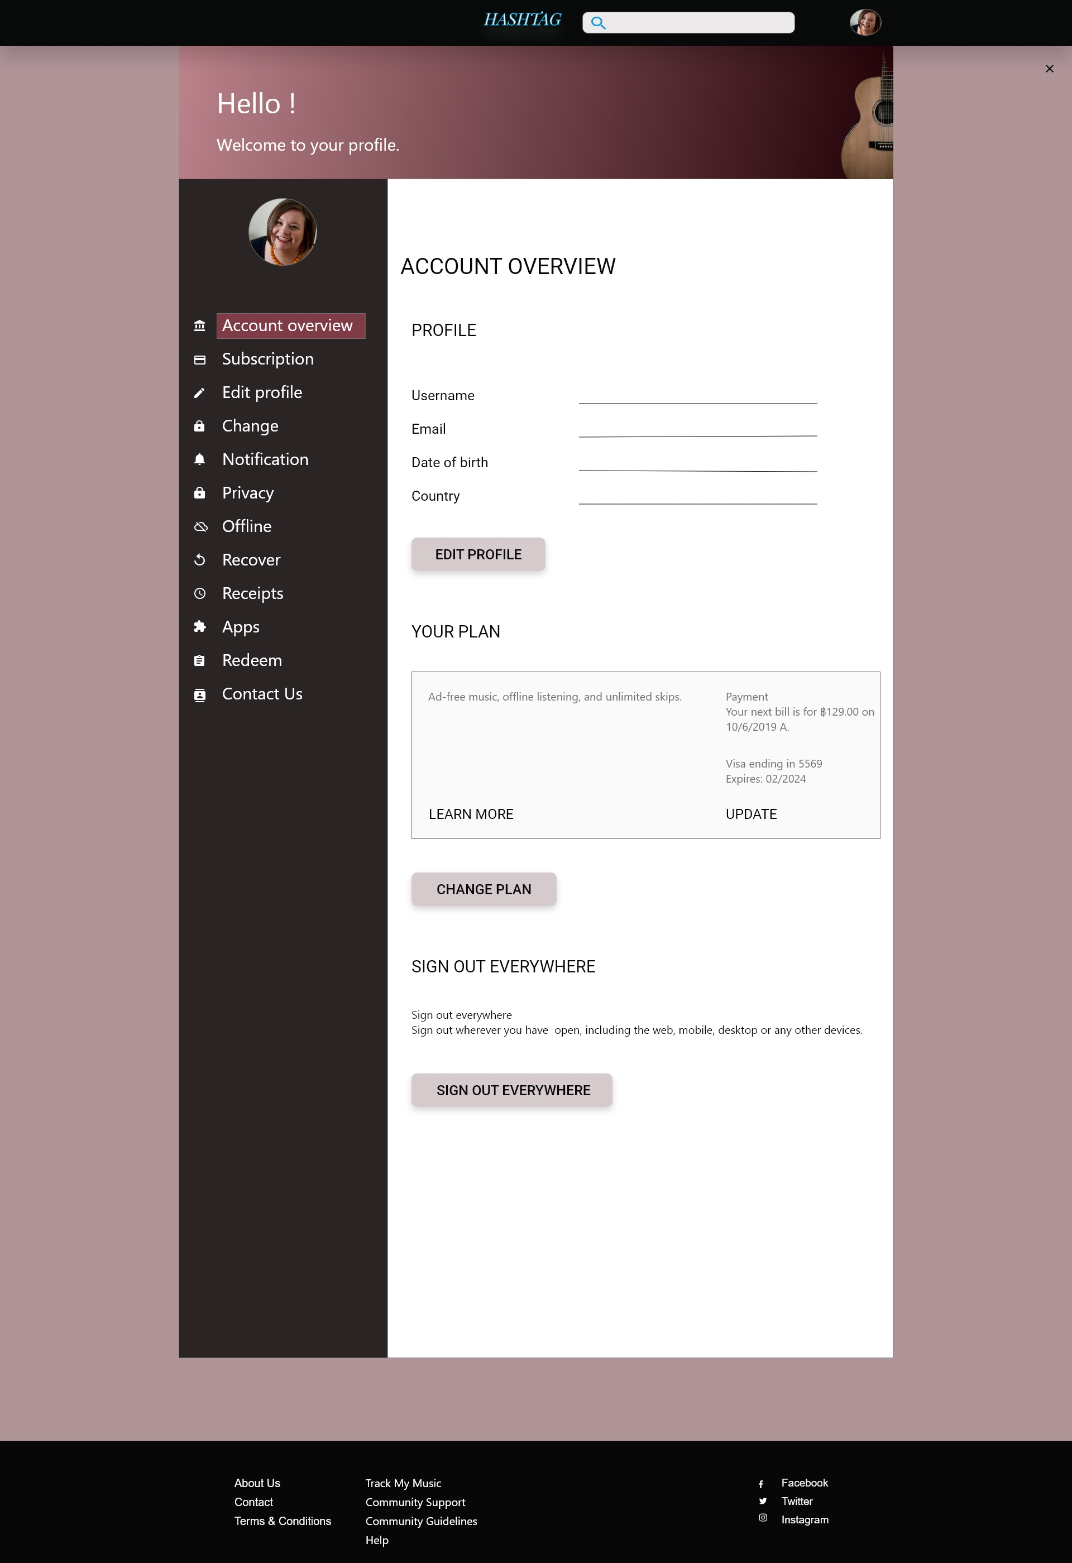 HASHTAG
Hello !
Welcome to your profile.
Account overview
Subscription
Edit profile
Change
Notification
Privacy
Offline
Recover
Receipts
Apps
Redeem
Contact Us
ACCOUNT OVERVIEW
PROFILE
Username
Email
Date of birth
Country
EDIT PROFILE
YOUR PLAN
Ad-free music, offline listening, and unlimited skips.
LEARN MORE
Payment
Your next bill is for ฿129.00 on
10/6/2019 A.
Visa ending in 5569
Expires: 02/2024
UPDATE
CHANGE PLAN
SIGN OUT EVERYWHERE
Sign out everywhere
Sign out wherever you have  open, including the web, mobile, desktop or any other devices.
SIGN OUT EVERYWHERE
About Us
Contact
Terms & Conditions
Track My Music
Community Support
Community Guidelines
Help
Facebook
Twitter
Instagram